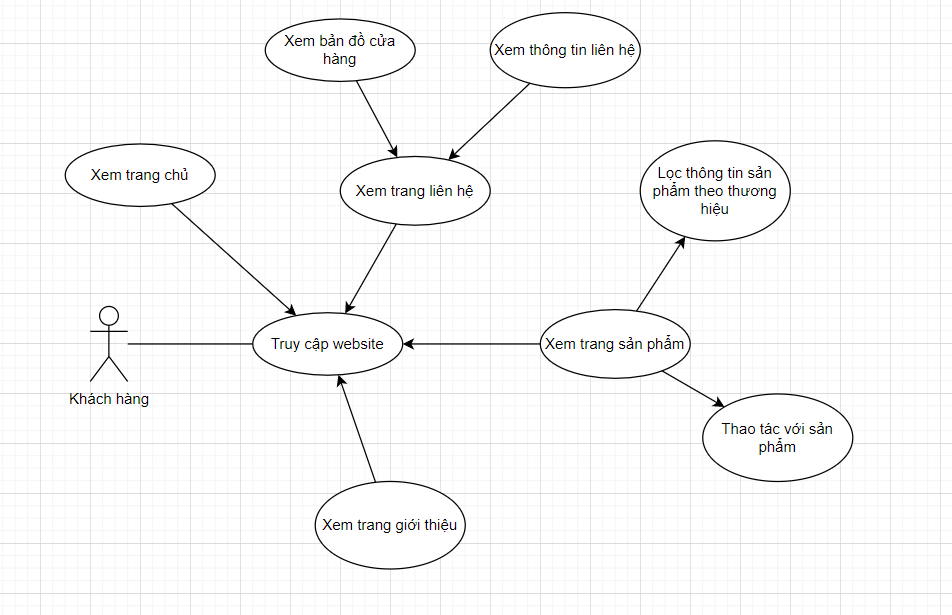 Xem bản đồ cửa
hàng
Xem thông tin liên hệ
Xem trang chủ
Xem trang liên hệ
Lọc thông tin sản
phẩm theo thương
hiệu
Truy cập website
Xem trang sản phẩm
Khách hàng
Thao tác với sản
phẩm
Xem trang giới thiệu